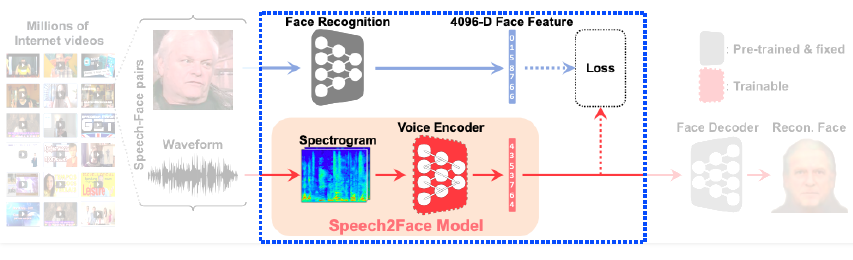 Millions of
Internet videos
Speech-Face pairs
Waveform
Face Recognition
4096-D Face Feature
0
1
5
8
7
6
6
Loss
Spectrogram
Voice Encoder
4
3
5
3
7
6
4
Speech2Face Model
: Pre-trained & fixed
: Trainable
Face Decoder
Recon. Face